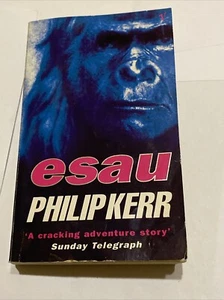 esau
PHILIP KERR
'A cracking adventure story'
Sunday Telegraph